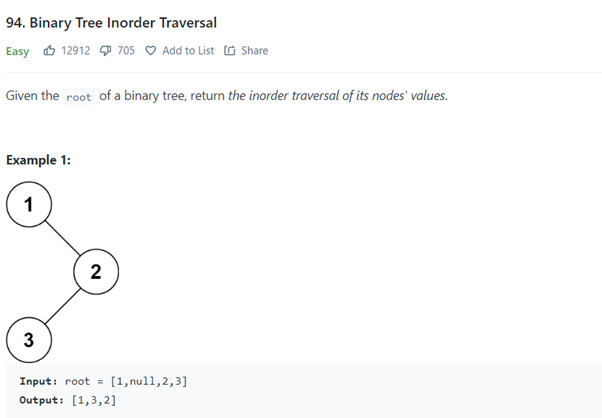 94. Binary Tree Inorder Traversal
Easy 12912 705 Add to List Share
Given the root of a binary tree, return the inorder traversal of its nodes' values.
Example 1:
1
2
3
Input: root = [1,null,2,3]
Output: [1,3,2]